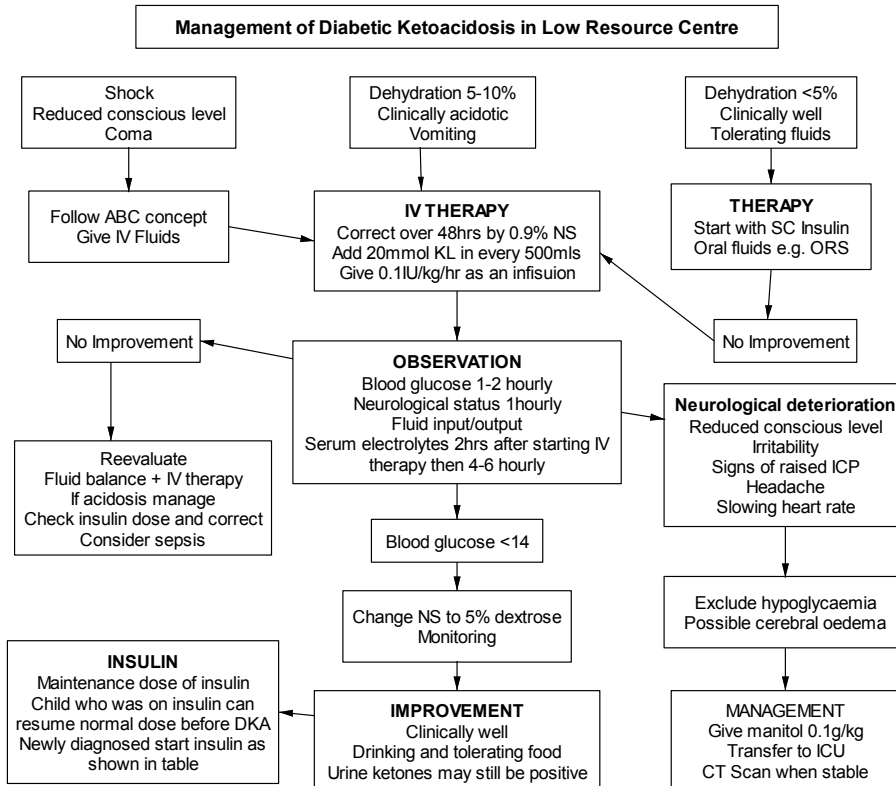 Management of Diabetic Ketoacidosis in Low Resource Centre
Shock
Reduced conscious level
Coma
Dehydration 5-10%
Clinically acidotic
Vomiting
Dehydration <5%
Clinically well
Tolerating fluids
Follow ABC concept
Give IV Fluids
IV THERAPY
Correct over 48hrs by 0.9% NS
Add 20mmol KL in every 500mls
Give 0.1IU/kg/hr as an infisuion
THERAPY
Start with SC Insulin
Oral fluids e.g. ORS
No Improvement
No Improvement
OBSERVATION
Blood glucose 1-2 hourly
Neurological status 1hourly
Fluid input/output
Serum electrolytes 2hrs after starting IV
therapy then 4-6 hourly
Neurological deterioration
Reduced conscious level
Irritability
Signs of raised ICP
Headache
Slowing heart rate
Reevaluate
Fluid balance + IV therapy
If acidosis manage
Check insulin dose and correct
Consider sepsis
Blood glucose <14
Change NS to 5% dextrose
Monitoring
Exclude hypoglycaemia
Possible cerebral oedema
INSULIN
Maintenance dose of insulin
Child who was on insulin can
resume normal dose before DKA
Newly diagnosed start insulin as
shown in table
IMPROVEMENT
Clinically well
Drinking and tolerating food
Urine ketones may still be positive
MANAGEMENT
Give manitol 0.1g/kg
Transfer to ICU
CT Scan when stable